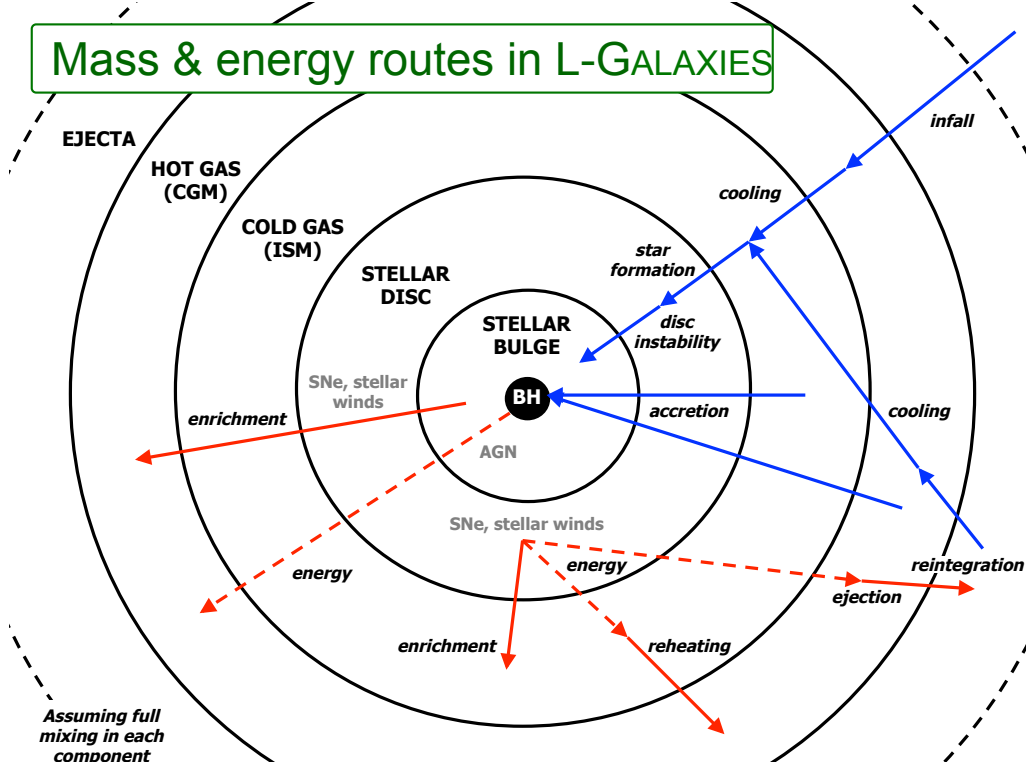 Mass & energy routes in L-GALAXIES
EJECTA
HOT GAS
(CGM)
COLD GAS
(ISM)
STELLAR
DISC
STELLAR
BULGE
BH
infall
cooling
star
formation
disc
instability
accretion
cooling
reintegration
SNe, stellar
winds
enrichment
AGN
energy
SNe, stellar winds
energy
ejection
enrichment
reheating
Assuming full
mixing in each
component